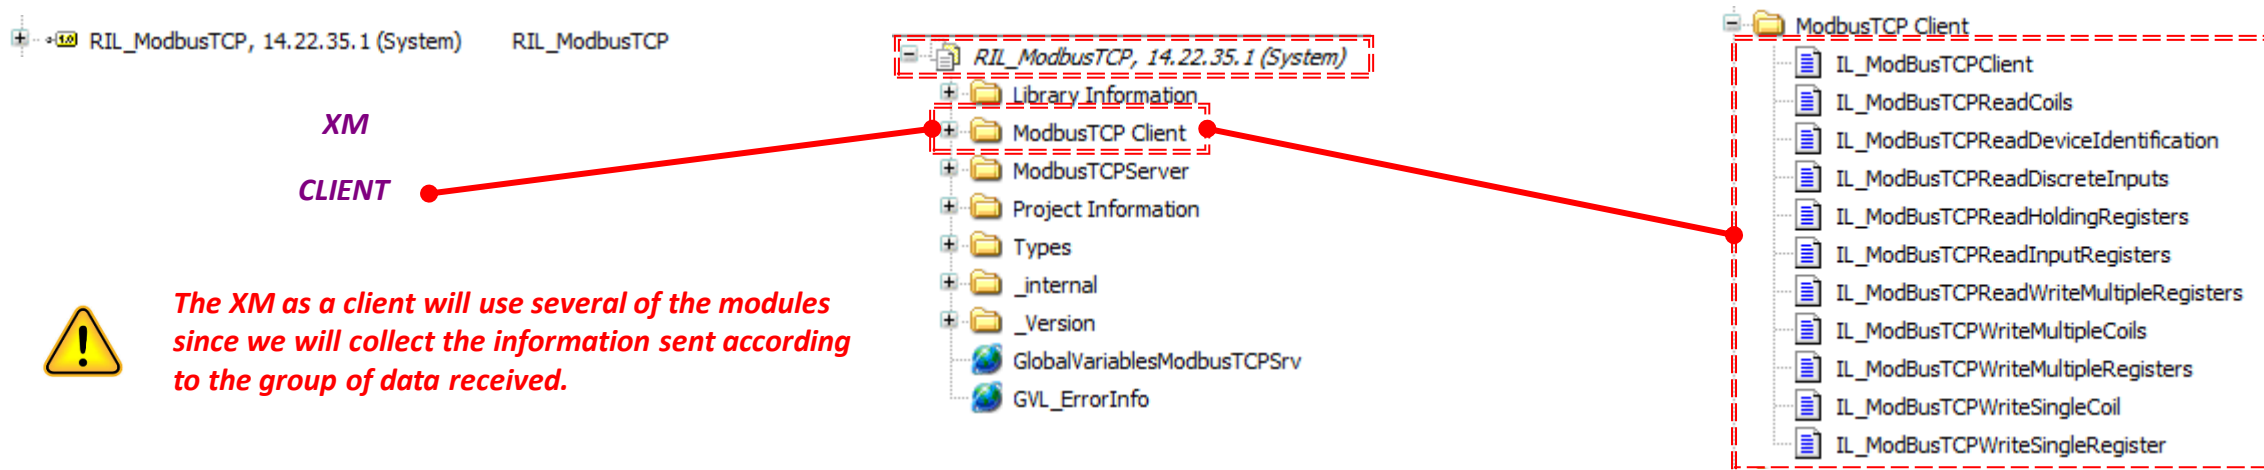 RIL_ModbusTCP, 14.22.35.1 (System) RIL_ModbusTCP
XM
CLIENT
The XM as a client will use several of the modules
since we will collect the information sent according
to the group of data received.
RIL_ModbusTCP, 14.22.35.1 (System)
Library Information
ModbusTCP Client
ModbusTCPServer
Project Information
Types
_internal
_Version
GlobalVariablesModbusTCPSrv
GVL_ErrorInfo
ModbusTCP Client
IL_ModBusTCPClient
IL_ModBusTCPReadCoils
IL_ModBusTCPReadDeviceIdentification
IL_ModBusTCPReadDiscreteInputs
IL_ModBusTCPReadHoldingRegisters
IL_ModBusTCPReadInputRegisters
IL_ModBusTCPReadWriteMultipleRegisters
IL_ModBusTCPWriteMultipleCoils
IL_ModBusTCPWriteMultipleRegisters
IL_ModBusTCPWriteSingleCoil
IL_ModBusTCPWriteSingleRegister